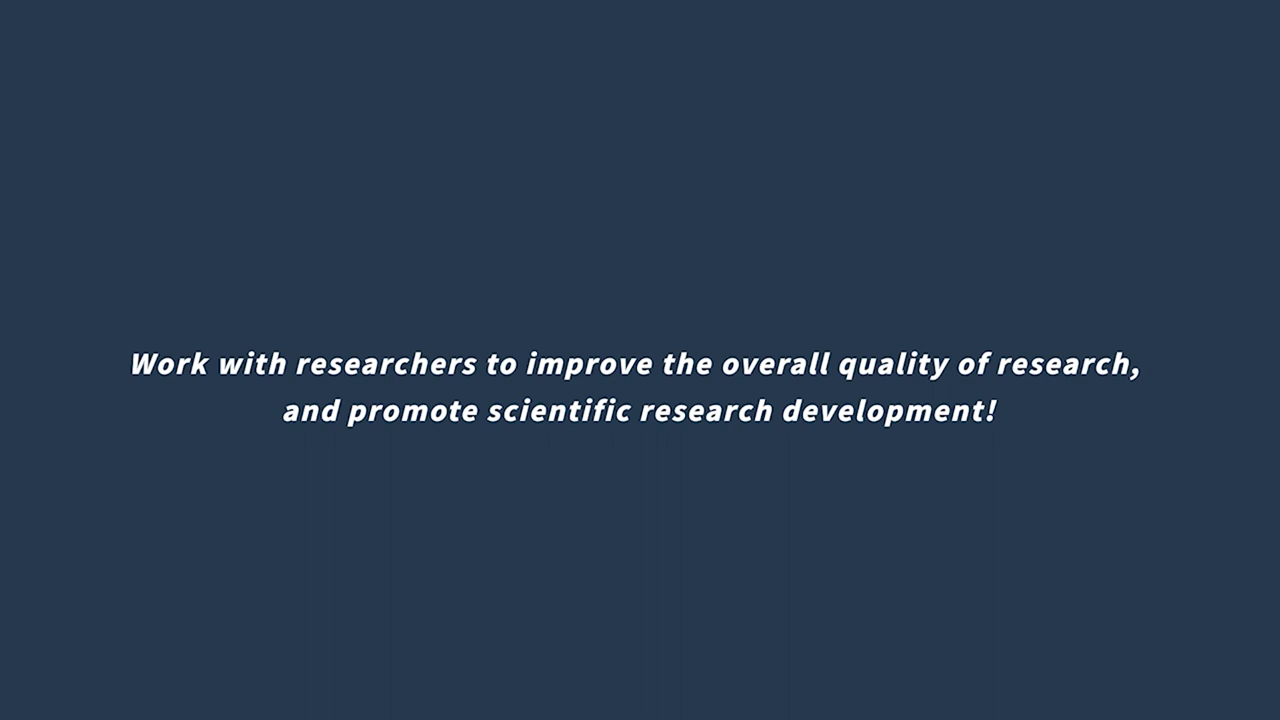 Work with researchers to improve the overall quality of research,
and promote scientific research development!